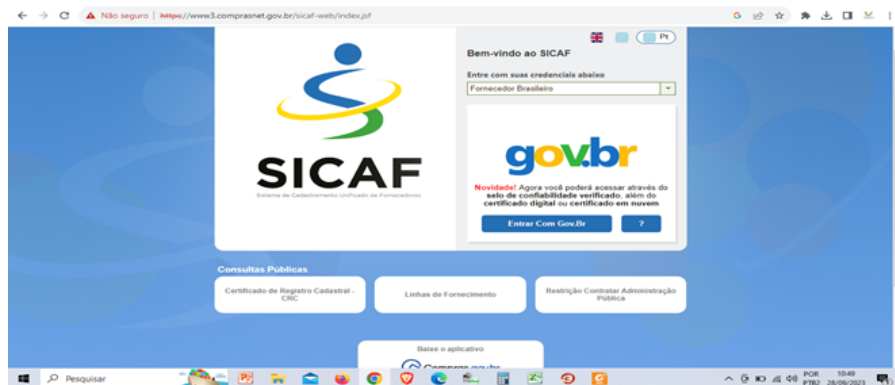 Não seguro | https://www3.comprasnet.gov.br/sicaf-web/index.jsf
Pt
Bem-vindo ao SICAF
Entre com suas credenciais abaixo
Fornecedor Brasileiro
SICAF
Sistema de Cadastramento Unificado de Fornecedores
gov.br
Novidade! Agora você poderá acessar através do
selo de confiabilidade verificado, além do
certificado digital ou certificado em nuvem
Entrar Com Gov.Br
?
Consultas Públicas
Certificado de Registro Cadastral -
CRC
Linhas de Fornecimento
Restrição Contratar Administração
Pública
Baixe o aplicativo
Compras.gov.br
Pesquisar
POR
PTB2
10:49
28/09/2023